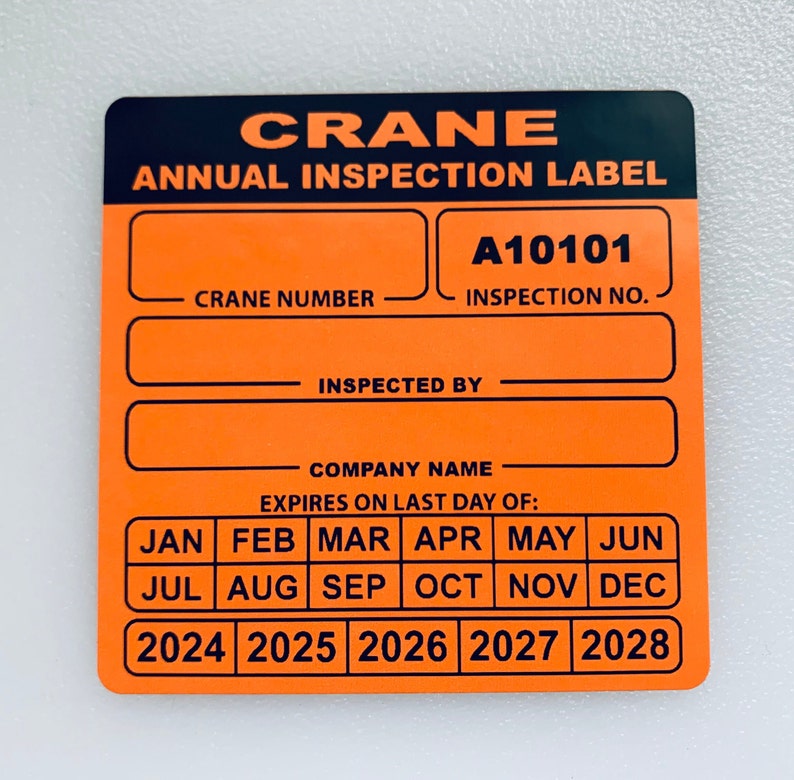 CRANE
ANNUAL INSPECTION LABEL
A10101
CRANE NUMBER INSPECTION NO.
INSPECTED BY
COMPANY NAME
EXPIRES ON LAST DAY OF:
JAN FEB MAR APR MAY JUN
JUL AUG SEP OCT NOV DEC
2024 2025 2026 2027 2028